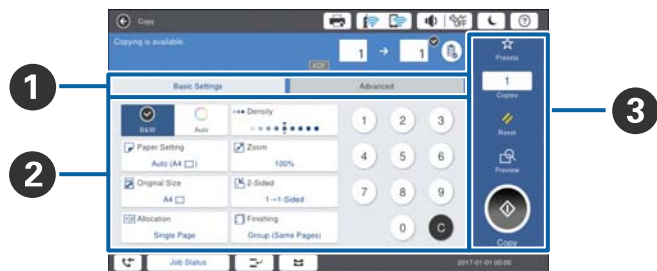 Copy
Copying is available.
ADF
1 → 1
Presets
1
Copies
Reset
Preview
Copy
1
Basic Settings
Advanced
3
2
B&W
Auto
Density
1 2 3
Paper Setting
Auto (A4)
Zoom
100%
4 5 6
Original Size
A4
2-Sided
1→1-Sided
7 8 9
Allocation
Single Page
Finishing
Group (Same Pages)
0 C
Job Status
2017-01-01 00:06